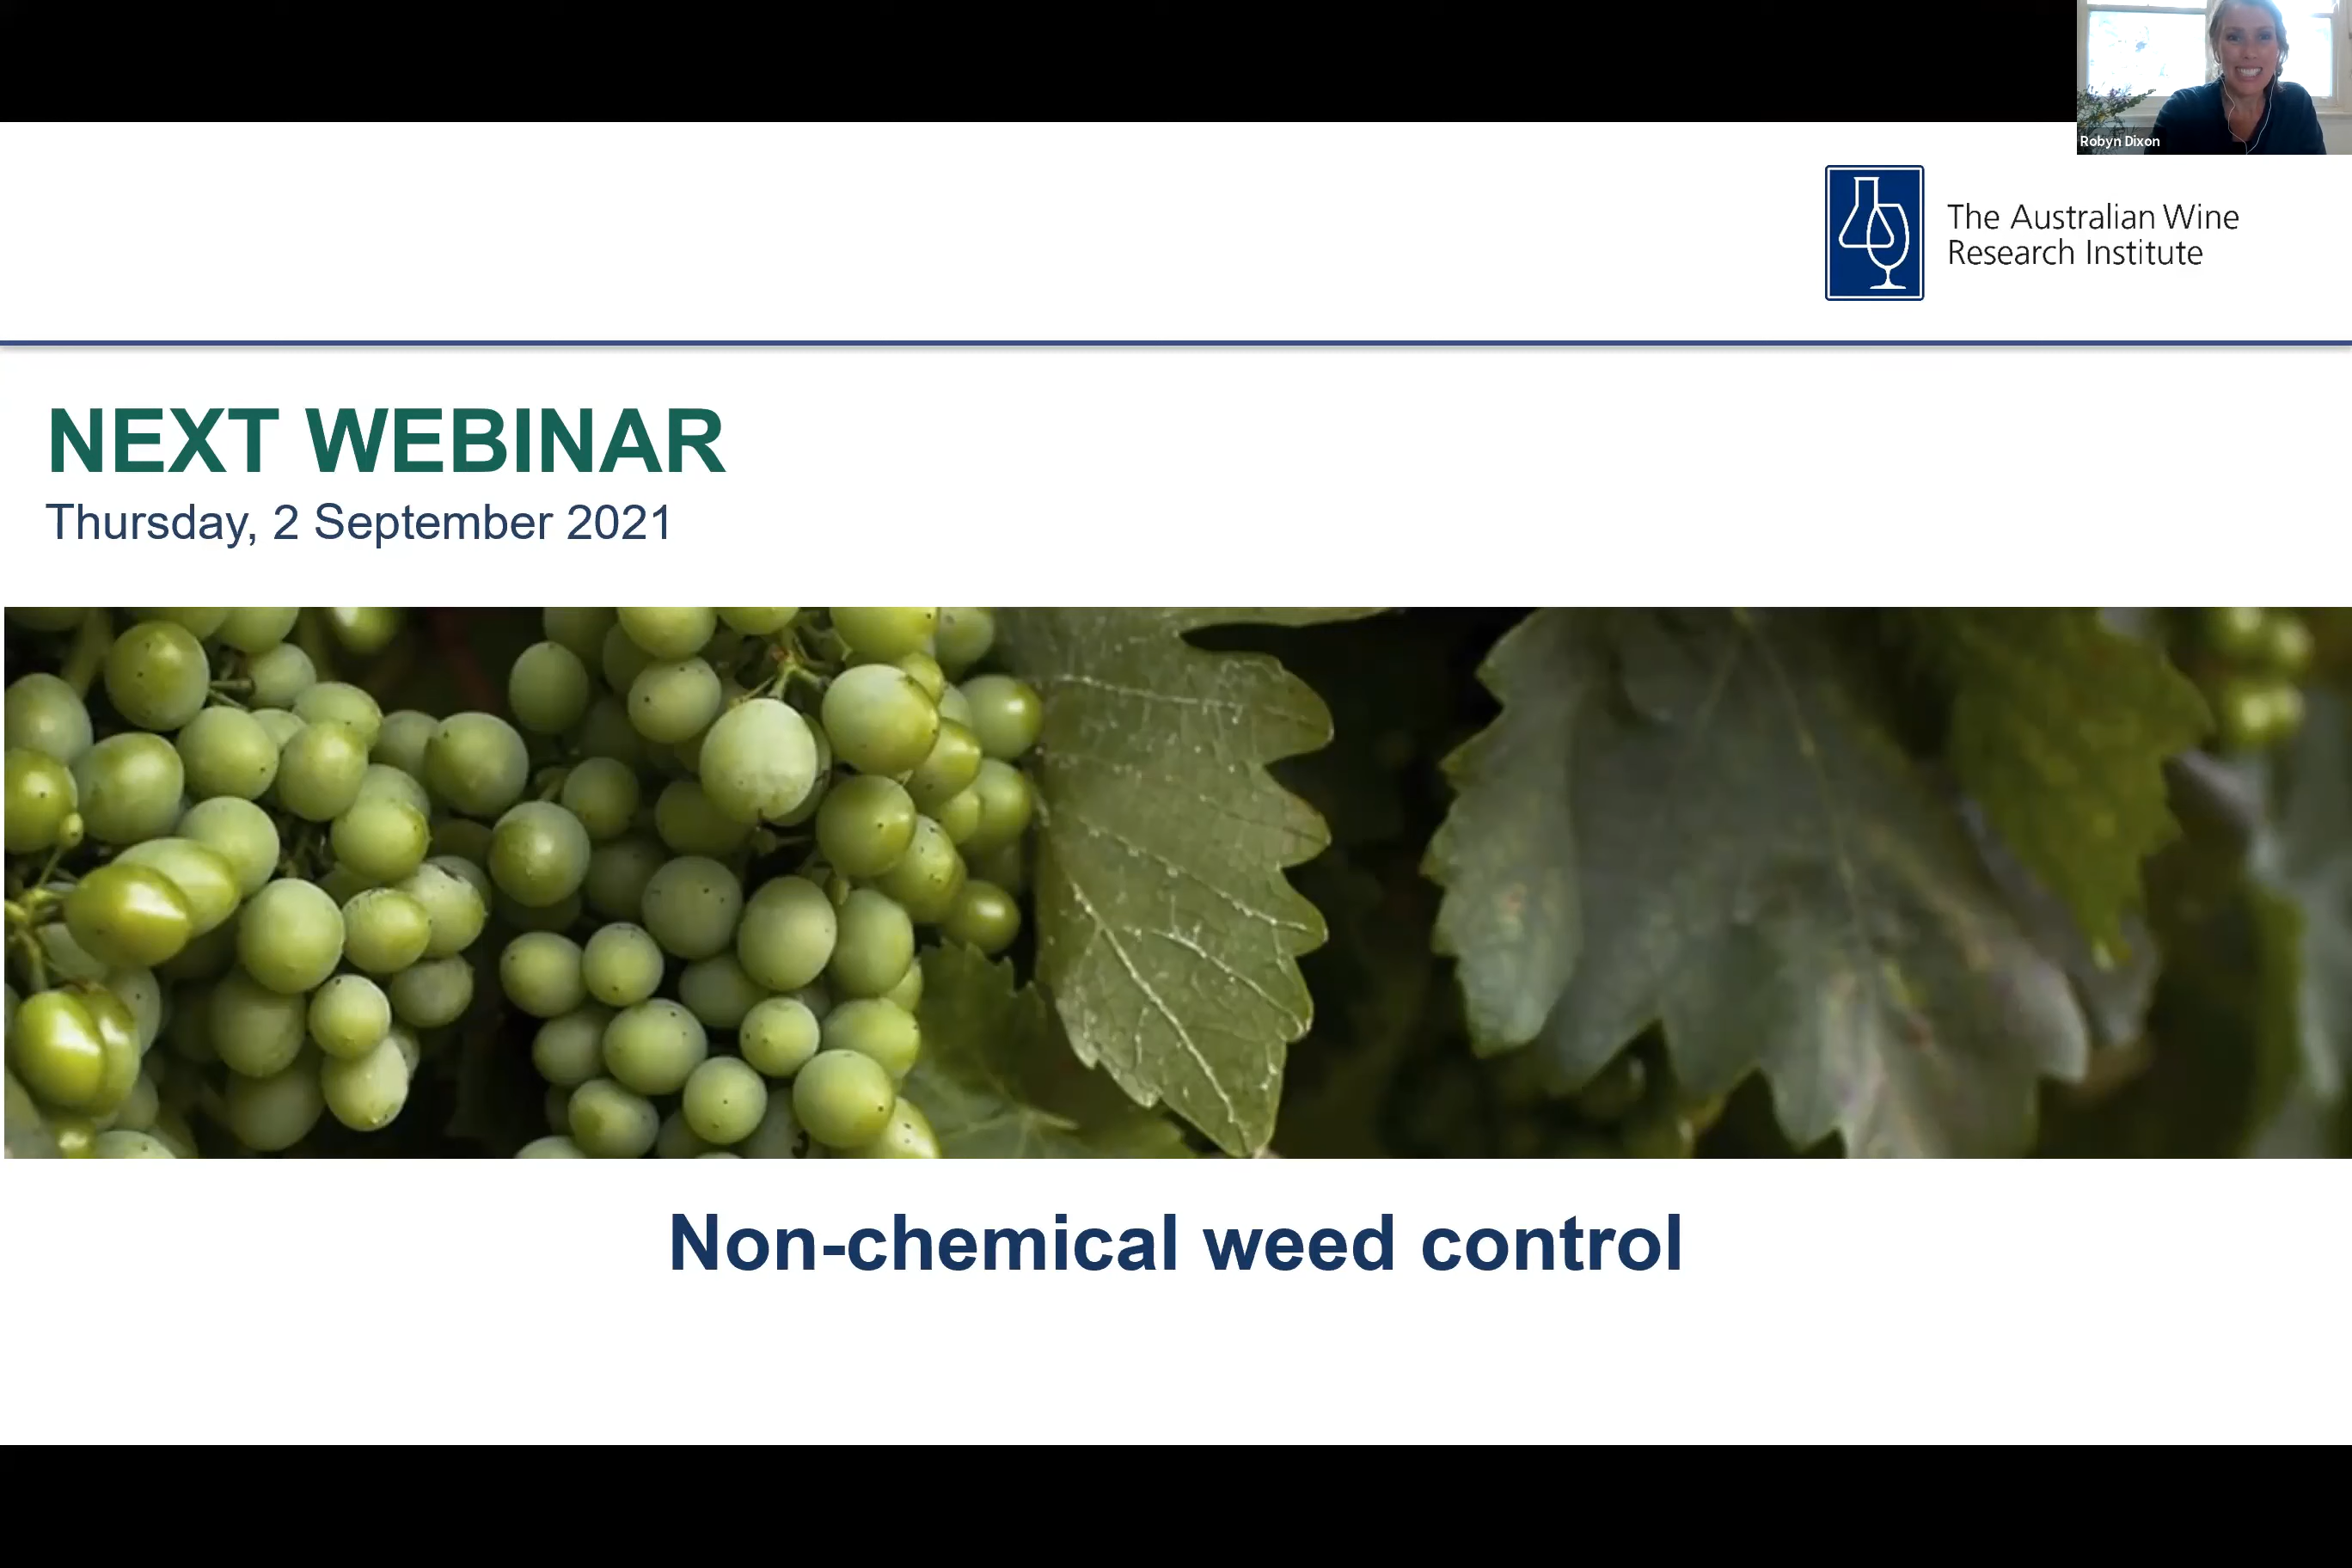 Robyn Dixon
The Australian Wine
Research Institute
NEXT WEBINAR
Thursday, 2 September 2021
Non-chemical weed control